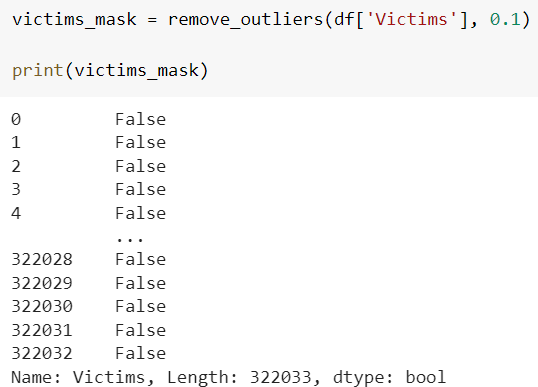 victims_mask = remove_outliers(df['Victims'], 0.1)
print(victims_mask)
0 False
1 False
2 False
3 False
4 False
...
322028 False
322029 False
322030 False
322031 False
322032 False
Name: Victims, Length: 322033, dtype: bool